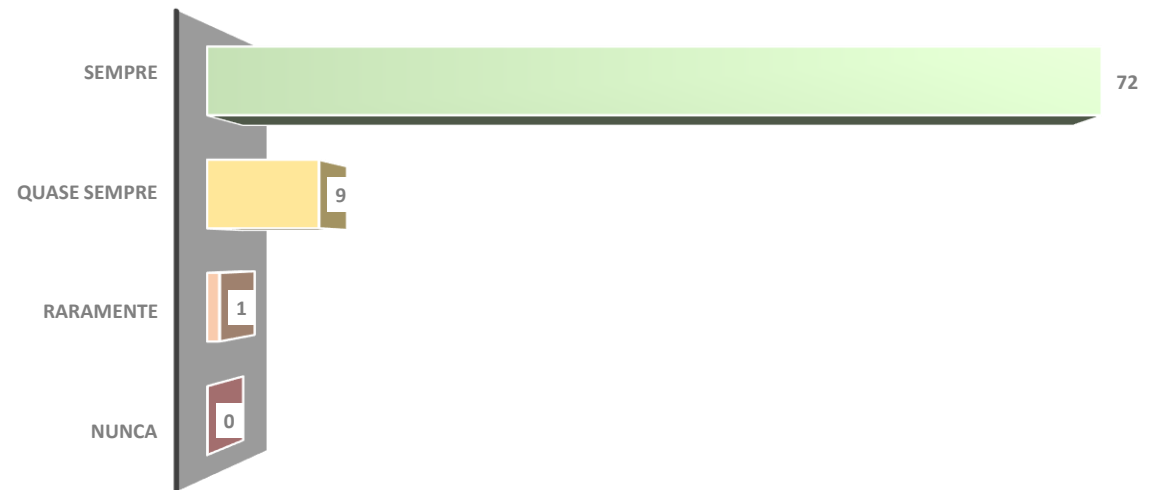 SEMPRE
72
QUASE SEMPRE
9
RARAMENTE
1
NUNCA
0